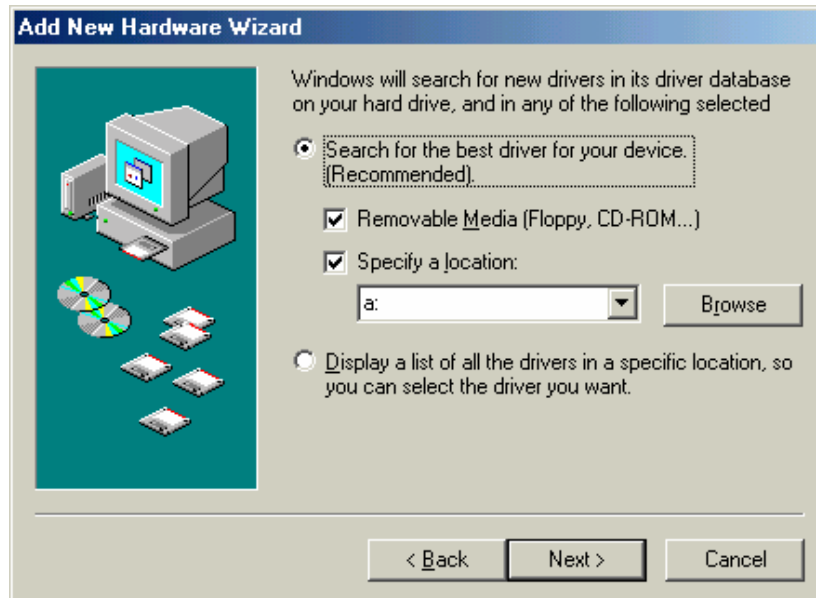 Add New Hardware Wizard
Windows will search for new drivers in its driver database
on your hard drive, and in any of the following selected
Search for the best driver for your device.
(Recommended).
Removable Media (Floppy, CD-ROM...)
Specify a location:
a:
Browse
Display a list of all the drivers in a specific location, so
you can select the driver you want.
< Back
Next >
Cancel